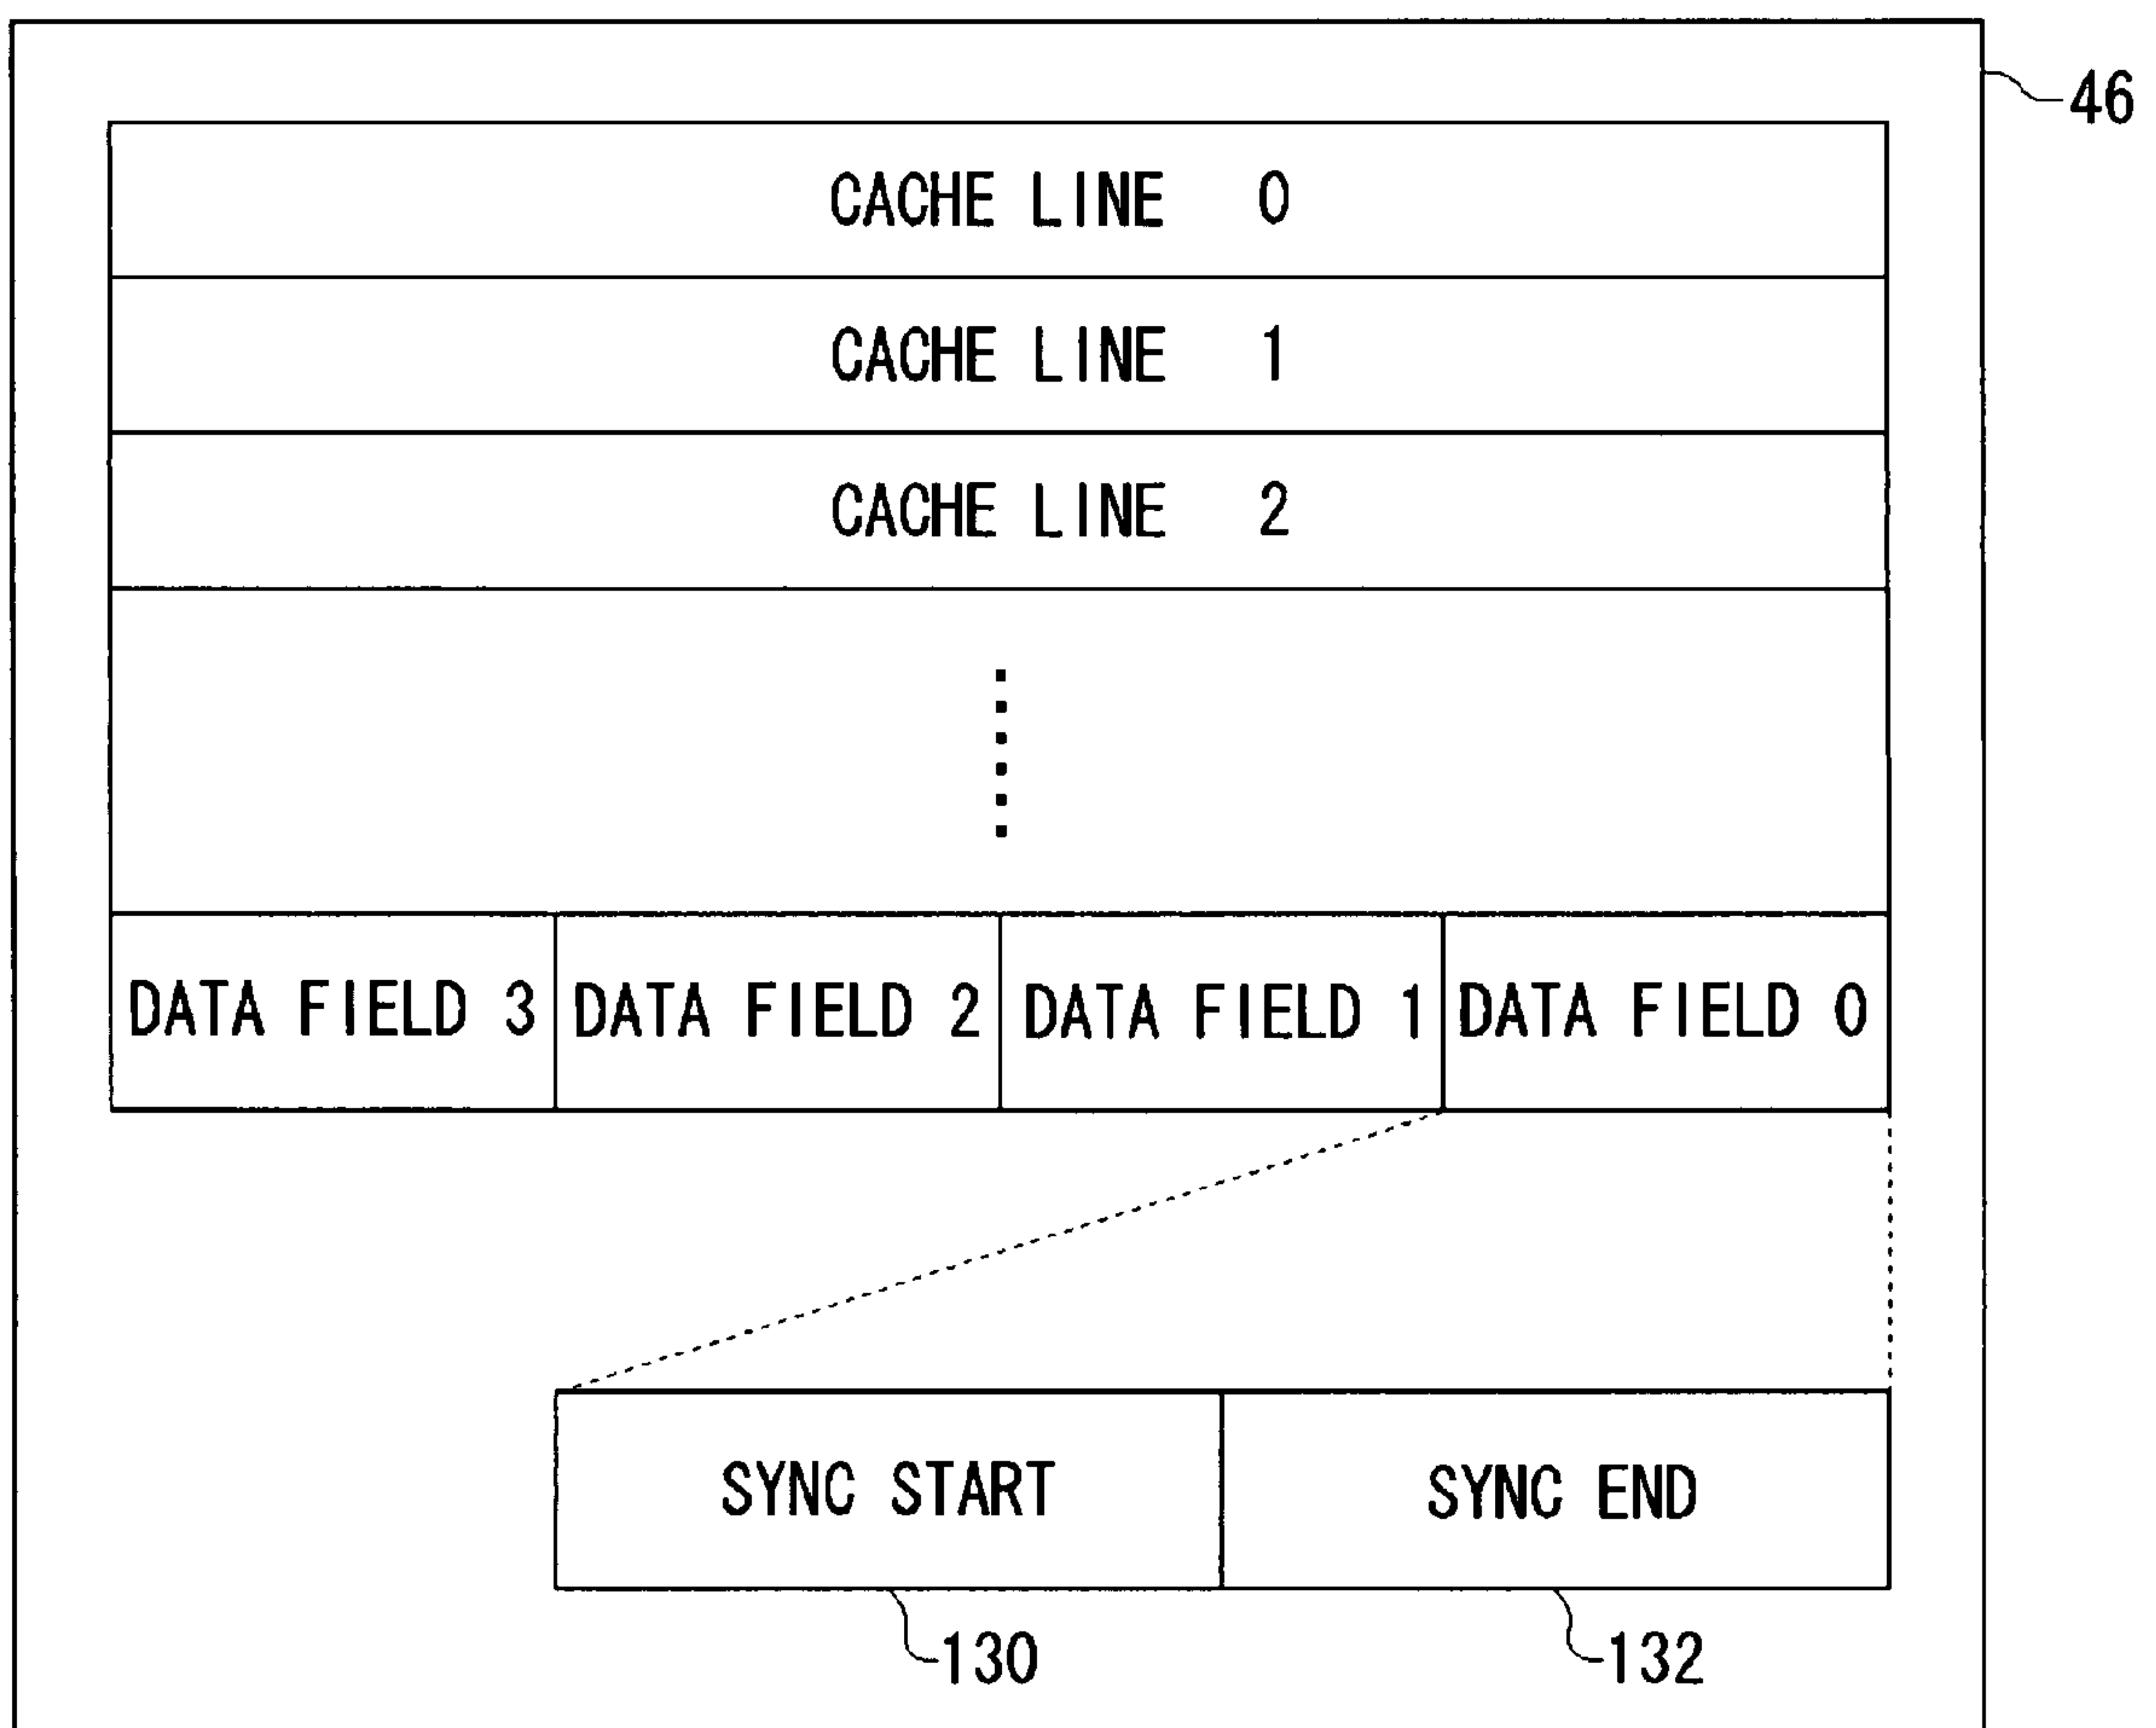 46
CACHE LINE 0
CACHE LINE 1
CACHE LINE 2
DATA FIELD 3 DATA FIELD 2 DATA FIELD 1 DATA FIELD 0
SYNC START SYNC END
130 132